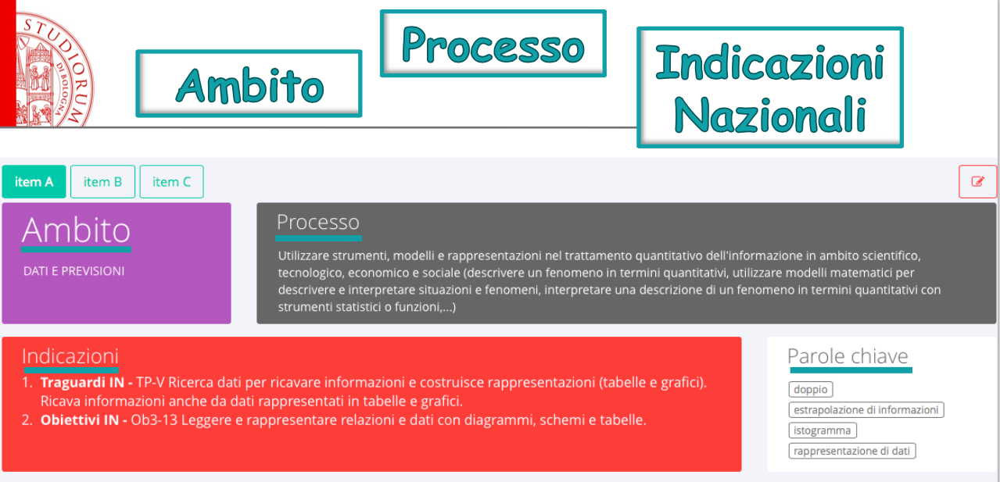 STUDIORUM
DI BOLOGNA
Ambito
Processo
Indicazioni
Nazionali
item A
item B
item C
Ambito
DATI E PREVISIONI
Processo
Utilizzare strumenti, modelli e rappresentazioni nel trattamento quantitativo dell'informazione in ambito scientifico,
tecnologico, economico e sociale (descrivere un fenomeno in termini quantitativi, utilizzare modelli matematici per
descrivere e interpretare situazioni e fenomeni, interpretare una descrizione di un fenomeno in termini quantitativi con
strumenti statistici o funzioni,...)
Indicazioni
1. Traguardi IN - TP-V Ricerca dati per ricavare informazioni e costruisce rappresentazioni (tabelle e grafici).
Ricava informazioni anche da dati rappresentati in tabelle e grafici.
2. Obiettivi IN - Ob3-13 Leggere e rappresentare relazioni e dati con diagrammi, schemi e tabelle.
Parole chiave
doppio
estrapolazione di informazioni
istogramma
rappresentazione di dati